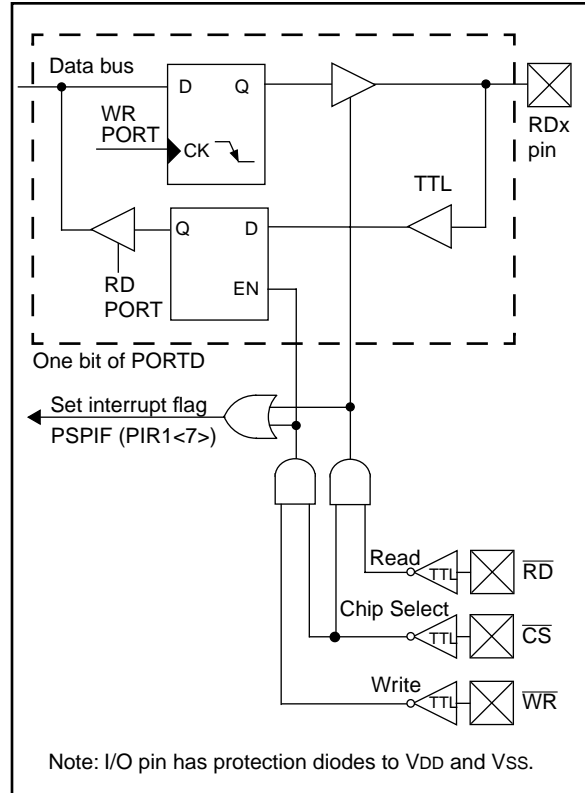 Data bus
D Q
WR
PORT
CK
RDx
pin
TTL
Q D
RD
PORT
EN
One bit of PORTD
Set interrupt flag
PSPIF (PIR1<7>)
Read
TTL
RD
Chip Select
TTL
CS
Write
TTL
WR
Note: I/O pin has protection diodes to VDD and VSS.